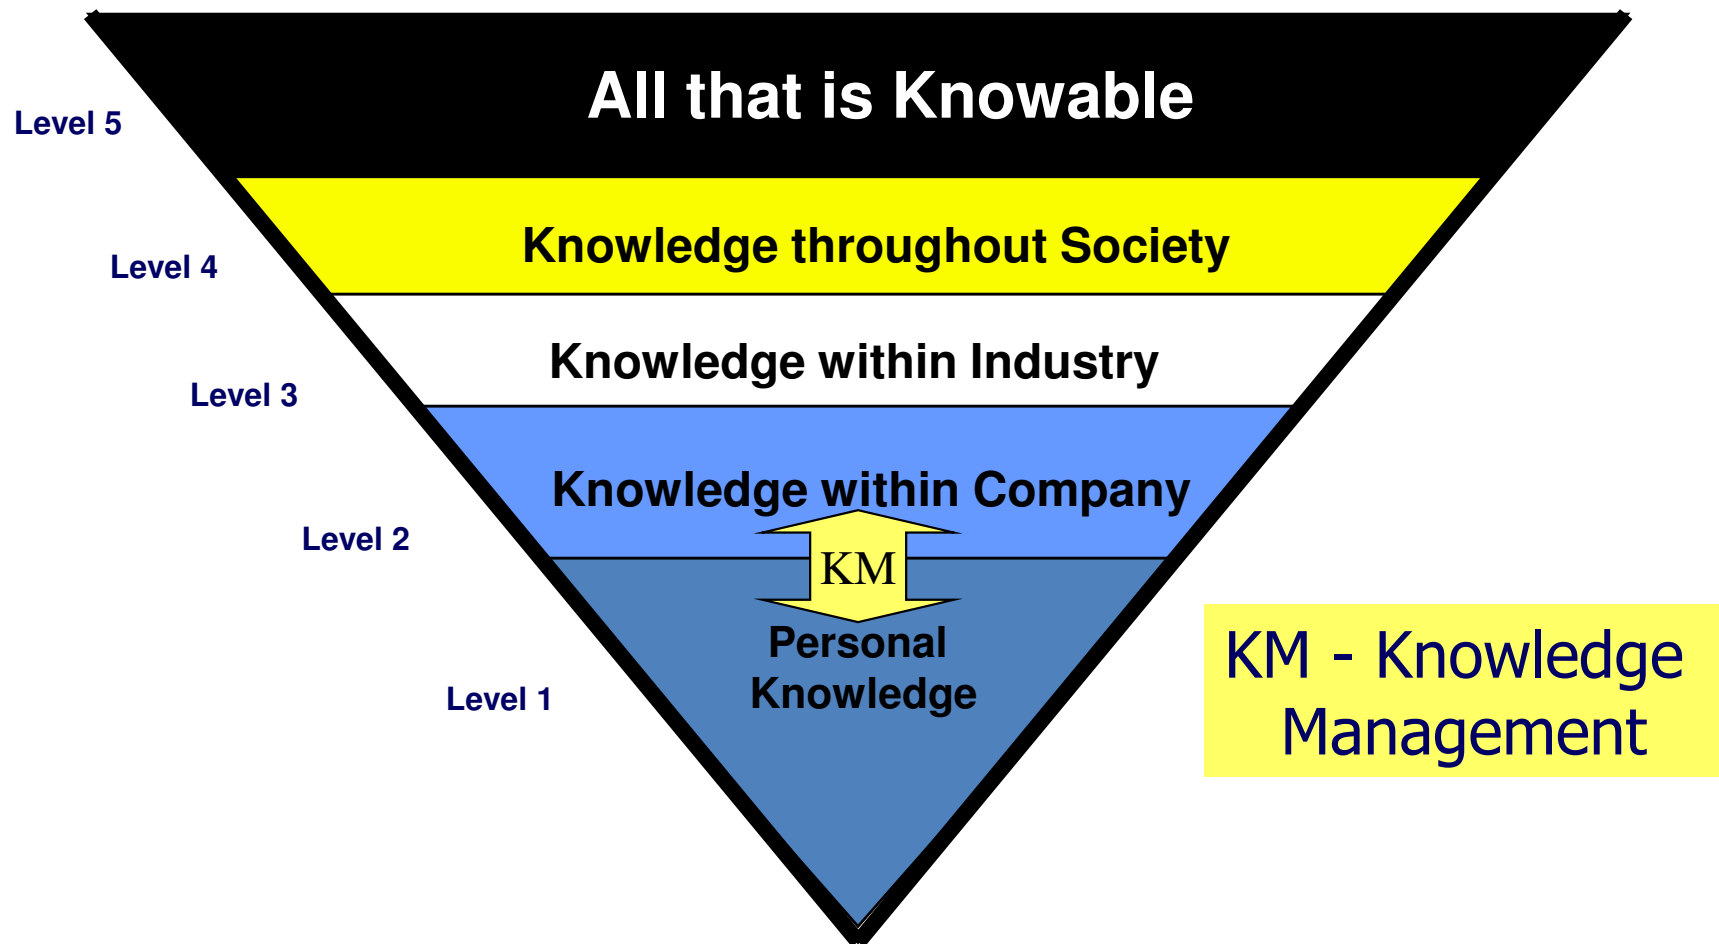 All that is Knowable
Level 5
Knowledge throughout Society
Level 4
Knowledge within Industry
Level 3
Knowledge within Company
Level 2
KM
Personal
Knowledge
Level 1
KM - Knowledge
Management